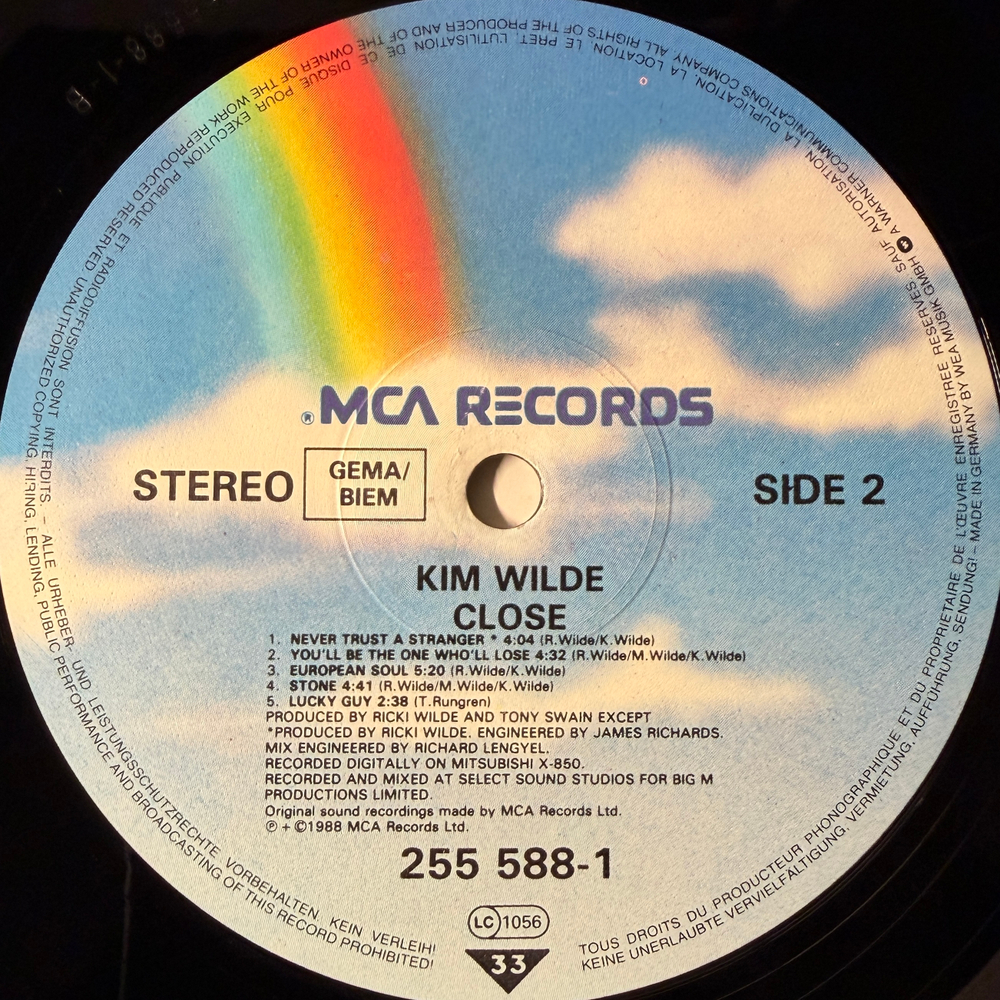 ® MCA RECORDS
STEREO
GEMA/
BIEM
SIDE 2
KIM WILDE
CLOSE
1. NEVER TRUST A STRANGER * 4:04 (R.Wilde/K.Wilde)
2. YOU'LL BE THE ONE WHO'LL LOSE 4:32 (R.Wilde/M.Wilde/K.Wilde)
3. EUROPEAN SOUL 5:20 (R.Wilde/K.Wilde)
4. STONE 4:41 (R.Wilde/M.Wilde/K.Wilde)
5. LUCKY GUY 2:38 (T.Rungren)
PRODUCED BY RICKI WILDE AND TONY SWAIN EXCEPT
*PRODUCED BY RICKI WILDE. ENGINEERED BY JAMES RICHARDS.
MIX ENGINEERED BY RICHARD LENGYEL.
RECORDED DIGITALLY ON MITSUBISHI X-850.
RECORDED AND MIXED AT SELECT SOUND STUDIOS FOR BIG M
PRODUCTIONS LIMITED.
Original sound recordings made by MCA Records Ltd.
℗ + ©1988 MCA Records Ltd.
255 588-1
LC 1056
33
TOUS DROITS DU PRODUCTEUR PHONOGRAPHIQUE ET DU PROPRIETAIRE DE L'ŒUVRE ENREGISTREE RESERVES. SAUF AUTORISATION LA DUPLICATION, LA LOCATION, LE PRET, L'UTILISATION DE CE DISQUE POUR EXECUTION PUBLIQUE ET RADIODIFFUSION SONT INTERDITS. – ALLE URHEBER- UND LEISTUNGSSCHUTZRECHTE VORBEHALTEN. KEIN VERLEIH!
KEINE UNERLAUBTE VERVIELFÄLTIGUNG, VERMIETUNG, AUFFÜHRUNG, SENDUNG! – MADE IN GERMANY BY WEA MUSIK GMBH A WARNER COMMUNICATIONS COMPANY. ALL RIGHTS OF THE PRODUCER AND OF THE OWNER OF THE WORK REPRODUCED RESERVED UNAUTHORIZED COPYING, HIRING, LENDING, PUBLIC PERFORMANCE AND BROADCASTING OF THIS RECORD PROHIBITED!